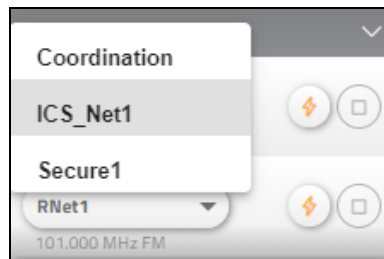 Coordination
ICS_Net1
Secure1
RNet1
101.000 MHz FM